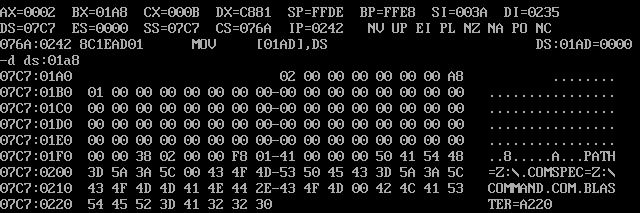 AX=0002  BX=01A8  CX=000B  DX=C881  SP=FFDE  BP=FFE8  SI=003A  DI=0235
DS=07C7  ES=0000  SS=07C7  CS=076A  IP=0242   NV UP EI PL NZ NA PO NC
076A:0242 8C1EAD01      MOV     [01AD],DS                          DS:01AD=0000
-d ds:01a8
07C7:01A0                          02 00 00 00 00 00 00 A8           ........
07C7:01B0  01 00 00 00 00 00 00 00-00 00 00 00 00 00 00 00   ................
07C7:01C0  00 00 00 00 00 00 00 00-00 00 00 00 00 00 00 00   ................
07C7:01D0  00 00 00 00 00 00 00 00-00 00 00 00 00 00 00 00   ................
07C7:01E0  00 00 00 00 00 00 00 00-00 00 00 00 00 00 00 00   ................
07C7:01F0  00 00 38 02 00 00 F8 01-41 00 00 00 50 41 54 48   ..8.....A...PATH
07C7:0200  3D 5A 3A 5C 00 43 4F 4D-53 50 45 43 3D 5A 3A 5C   =Z:\.COMSPEC=Z:\
07C7:0210  43 4F 4D 4D 41 4E 44 2E-43 4F 4D 00 42 4C 41 53   COMMAND.COM.BLAS
07C7:0220  54 45 52 3D 41 32 32 30                           TER=A220